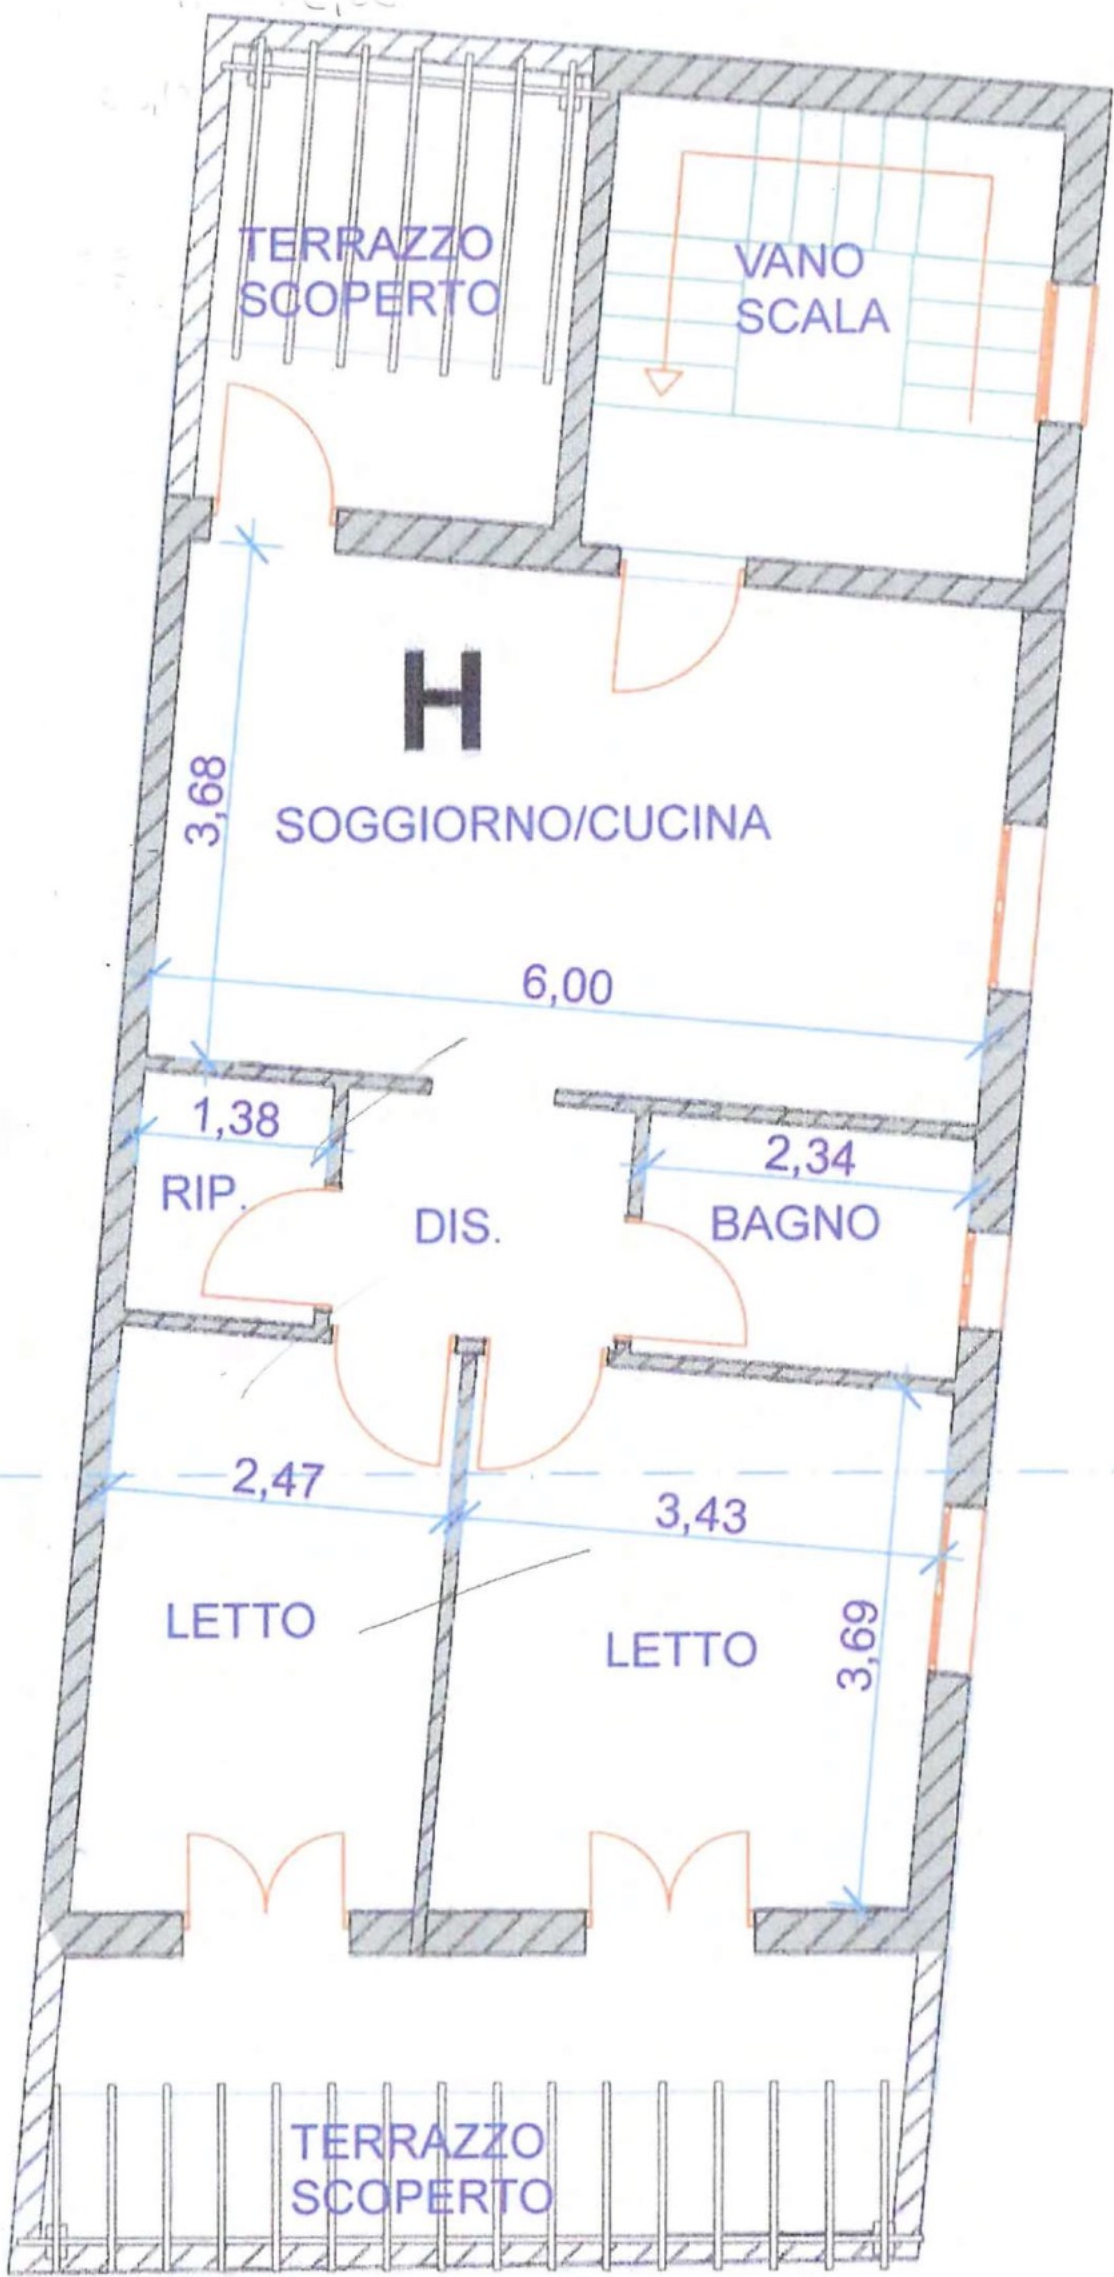 TERRAZZO
SCOPERTO
VANO
SCALA
H
3,68
SOGGIORNO/CUCINA
6,00
1,38
2,34
RIP.
DIS.
BAGNO
2,47
3,43
LETTO
LETTO
3,69
TERRAZZO
SCOPERTO